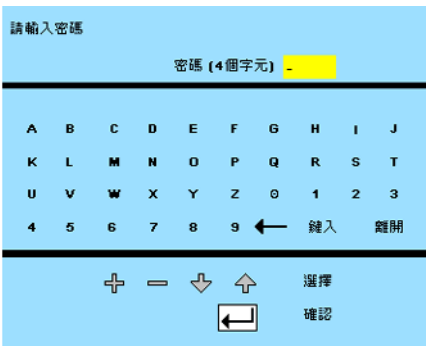 請輸入密碼
密碼 (4個字元) _
A B C D E F G H I J
K L M N O P Q R S T
U V W X Y Z 0 1 2 3
4 5 6 7 8 9 ← 鍵入 離開
+ − ↓ ↑ 選擇
↵ 確認